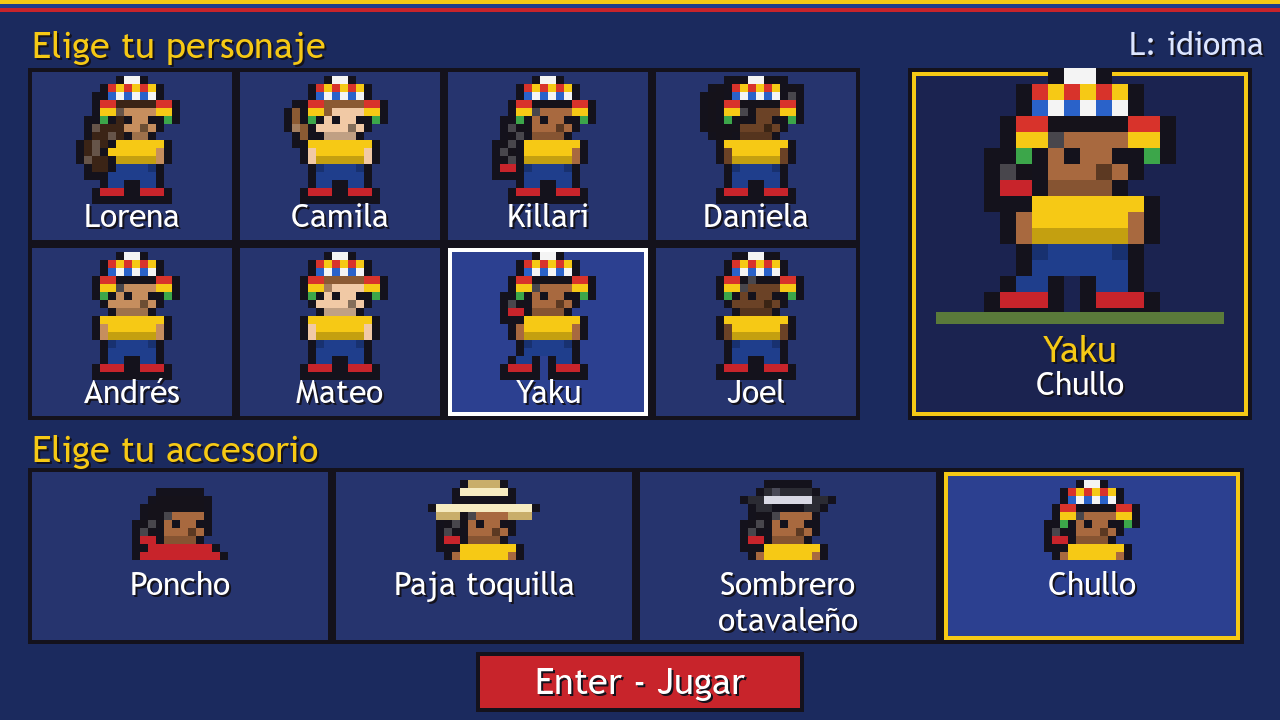 Elige tu personaje
L: idioma
Lorena
Camila
Killari
Daniela
Andrés
Mateo
Yaku
Joel
Yaku
Chullo
Elige tu accesorio
Poncho
Paja toquilla
Sombrero
otavaleño
Chullo
Enter - Jugar